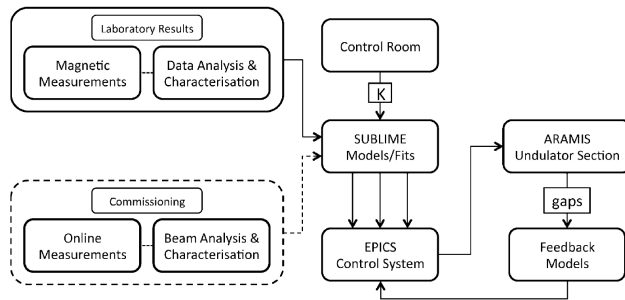 Laboratory Results
Magnetic
Measurements
Data Analysis &
Characterisation
Control Room
K
SUBLIME
Models/Fits
ARAMIS
Undulator Section
Commissioning
Online
Measurements
Beam Analysis &
Characterisation
EPICS
Control System
gaps
Feedback
Models